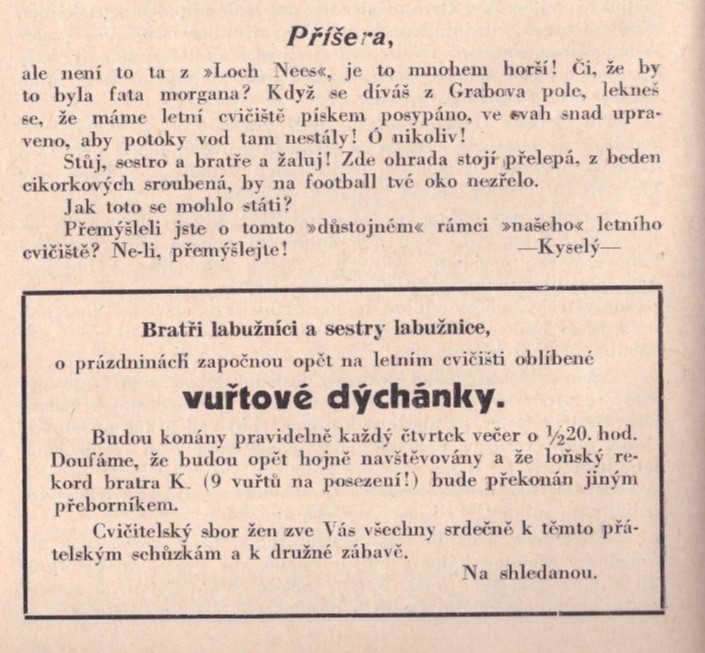 Příšera,
ale není to ta z »Loch Nees«, je to mnohem horší! Či, že by
to byla fata morgana? Když se díváš z Grabova pole, lekneš
se, že máme letní cvičiště pískem posypáno, ve svah snad upra-
veno, aby potoky vod tam nestály! Ó nikoliv!
Stůj, sestro a bratře a žaluj! Zde ohrada stojí přelepá, z beden
cikorkových sroubená, by na football tvé oko nezřelo.
Jak toto se mohlo státi?
Přemýšleli jste o tomto »důstojném« rámci »našeho« letního
cvičiště? Ne-li, přemýšlejte! —Kyselý—
Bratři labužníci a sestry labužnice,
o prázdninách započnou opět na letním cvičišti oblíbené
vuřtové dýchánky.
Budou konány pravidelně každý čtvrtek večer o ½20. hod.
Doufáme, že budou opět hojně navštěvovány a že loňský re-
kord bratra K. (9 vuřtů na posezení!) bude překonán jiným
přeborníkem.
Cvičitelský sbor žen zve Vás všechny srdečně k těmto přá-
telským schůzkám a k družné zábavě.
Na shledanou.